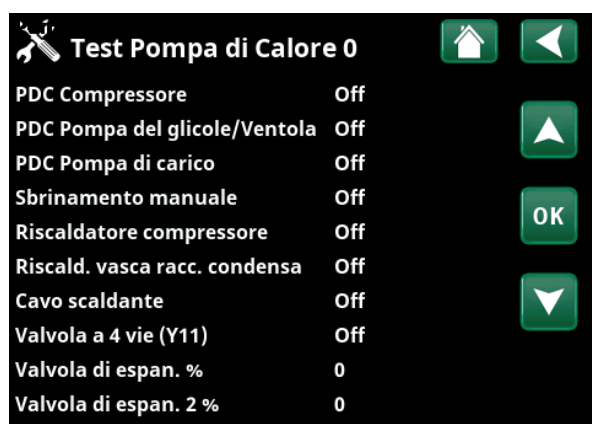 Test Pompa di Calore 0
PDC Compressore Off
PDC Pompa del glicole/Ventola Off
PDC Pompa di carico Off
Sbrinamento manuale Off
OK
Riscaldatore compressore Off
Riscald. vasca racc. condensa Off
Cavo scaldante Off
Valvola a 4 vie (Y11) Off
Valvola di espan. % 0
Valvola di espan. 2 % 0